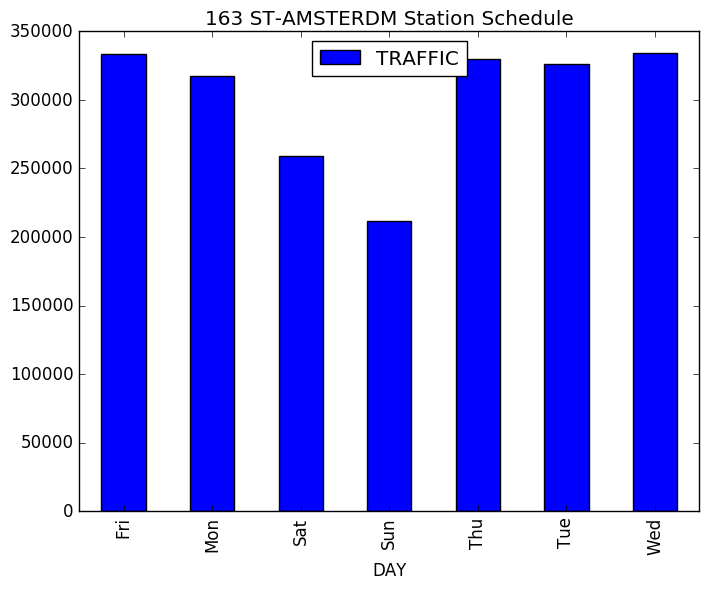 163 ST-AMSTERDM Station Schedule
350000
300000
250000
200000
150000
100000
50000
0
TRAFFIC
Fri
Mon
Sat
Sun
Thu
Tue
Wed
DAY